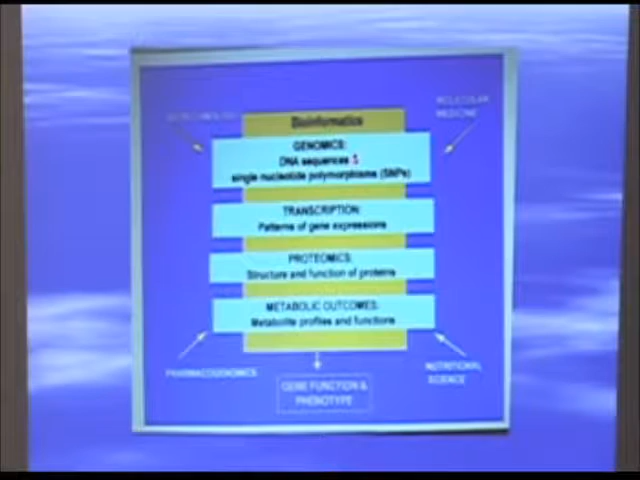 MOLECULAR
MEDICINE
Bioinformatics
GENOMICS:
DNA sequences &
single nucleotide polymorphisms (SNPs)
TRANSCRIPTION:
Patterns of gene expressions
PROTEOMICS:
Structure and function of proteins
METABOLIC OUTCOMES:
Metabolite profiles and functions
PHARMACOGENOMICS
NUTRITIONAL
SCIENCE
GENE FUNCTION &
PHENOTYPE